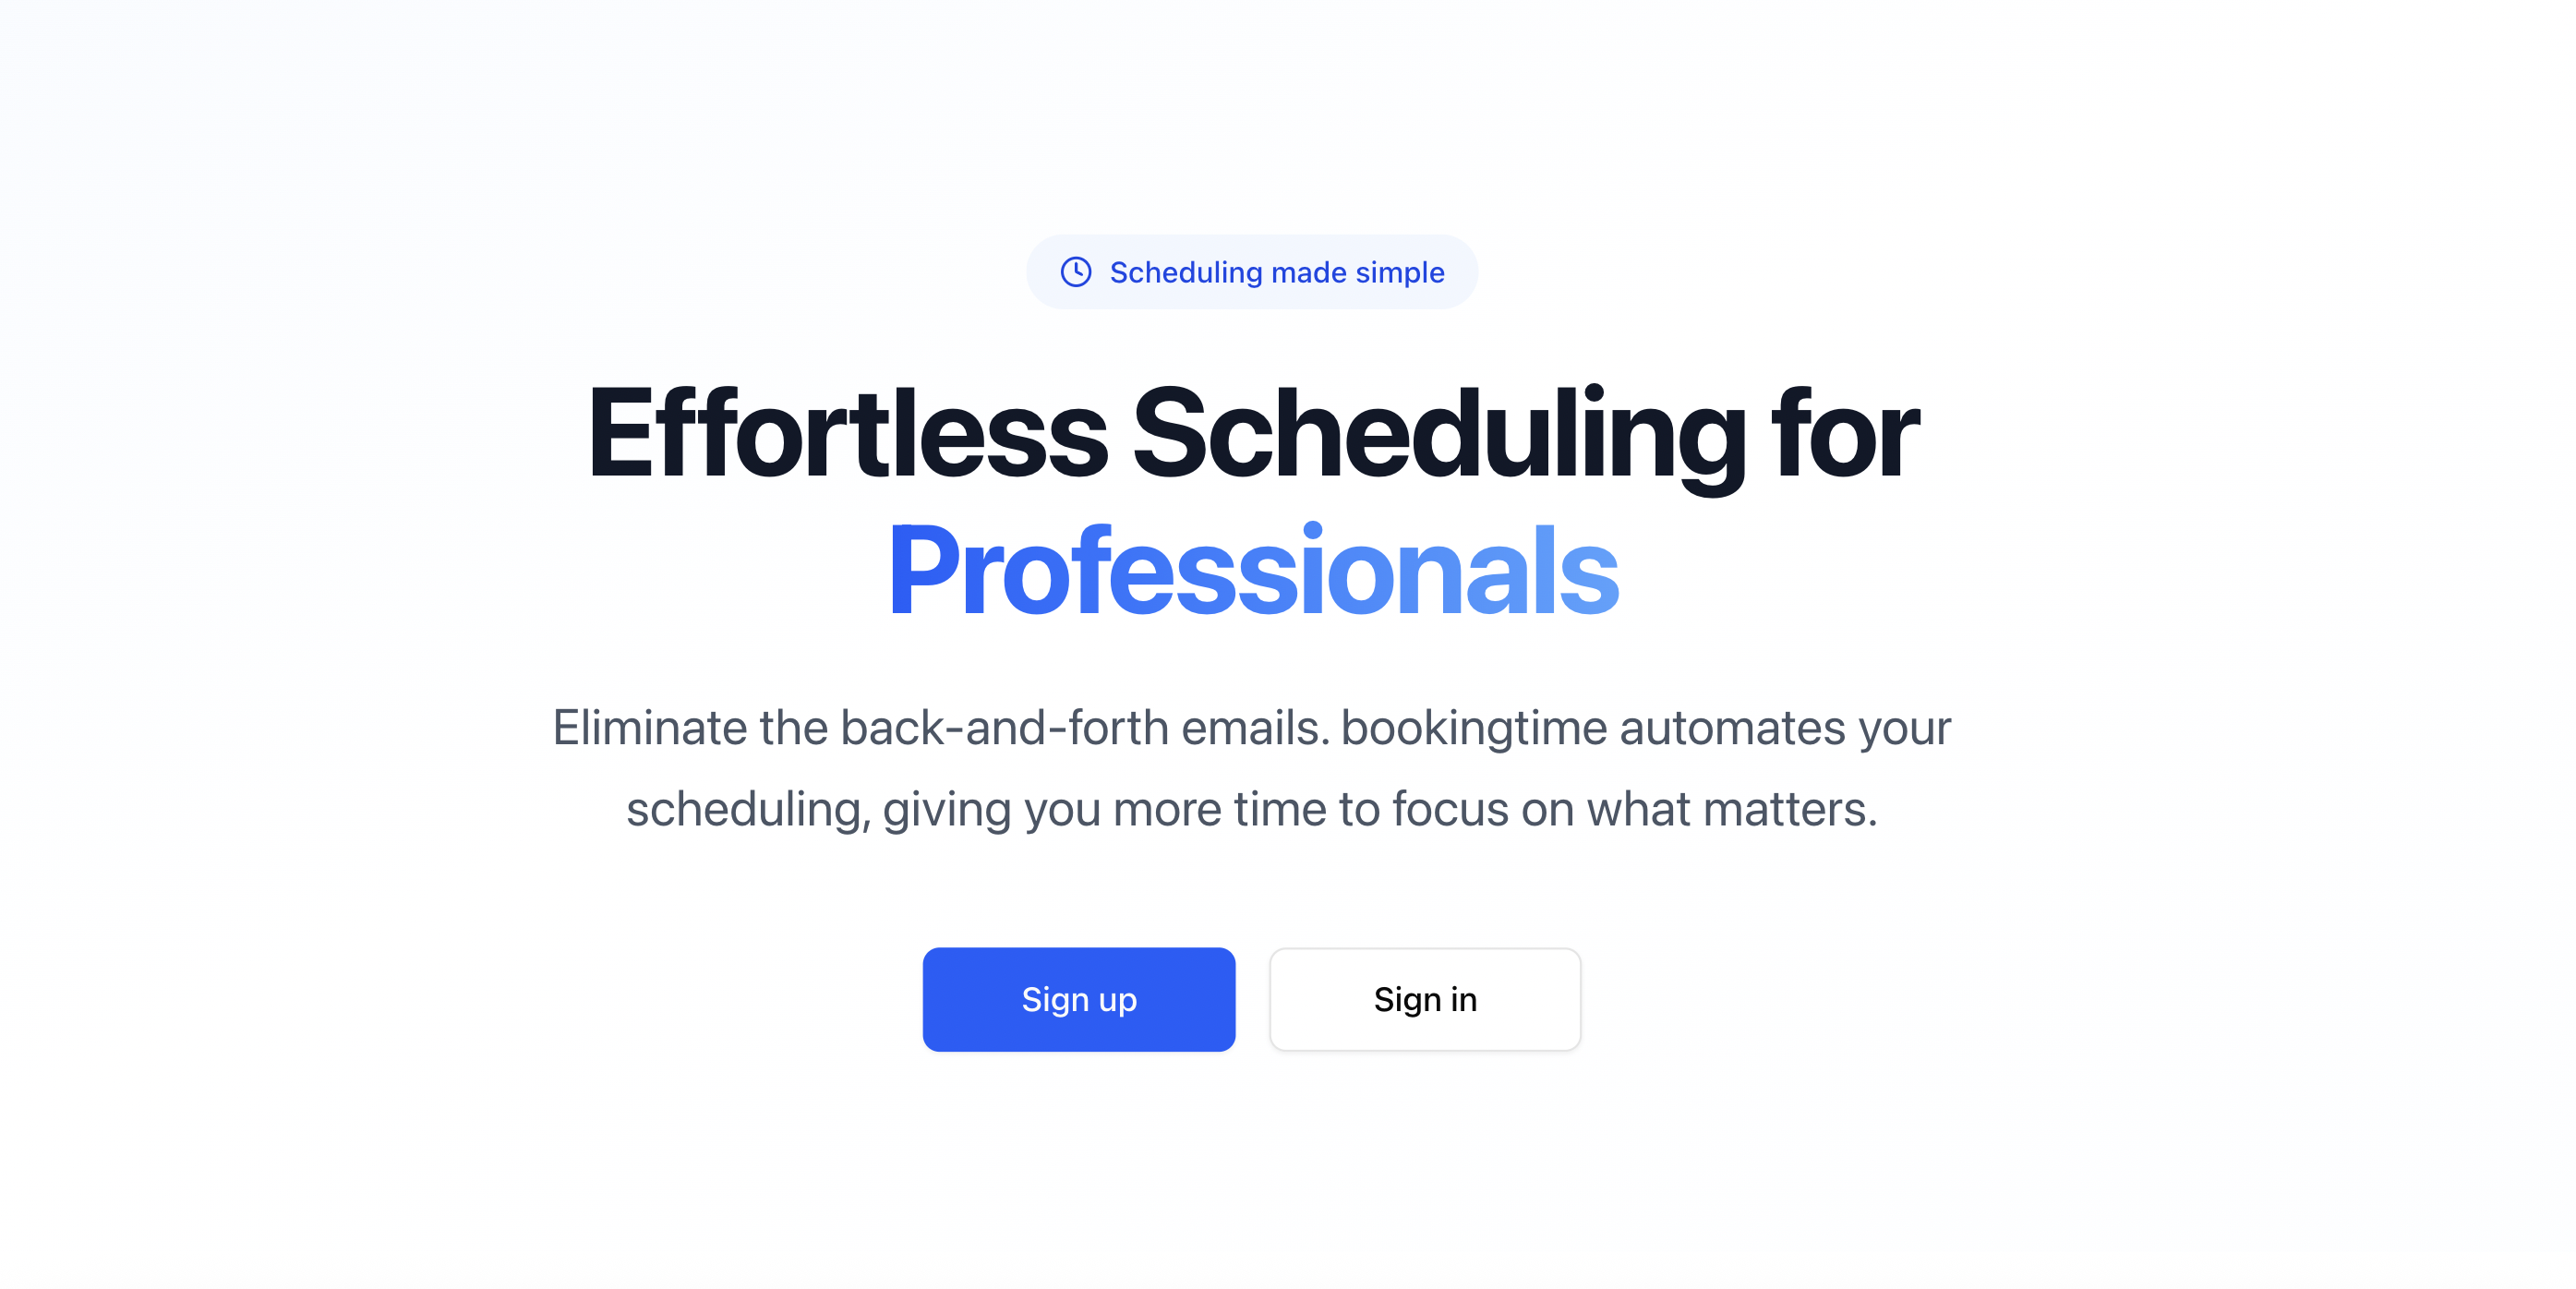 Scheduling made simple
Effortless Scheduling for
Professionals
Eliminate the back-and-forth emails. bookingtime automates your
scheduling, giving you more time to focus on what matters.
Sign up
Sign in